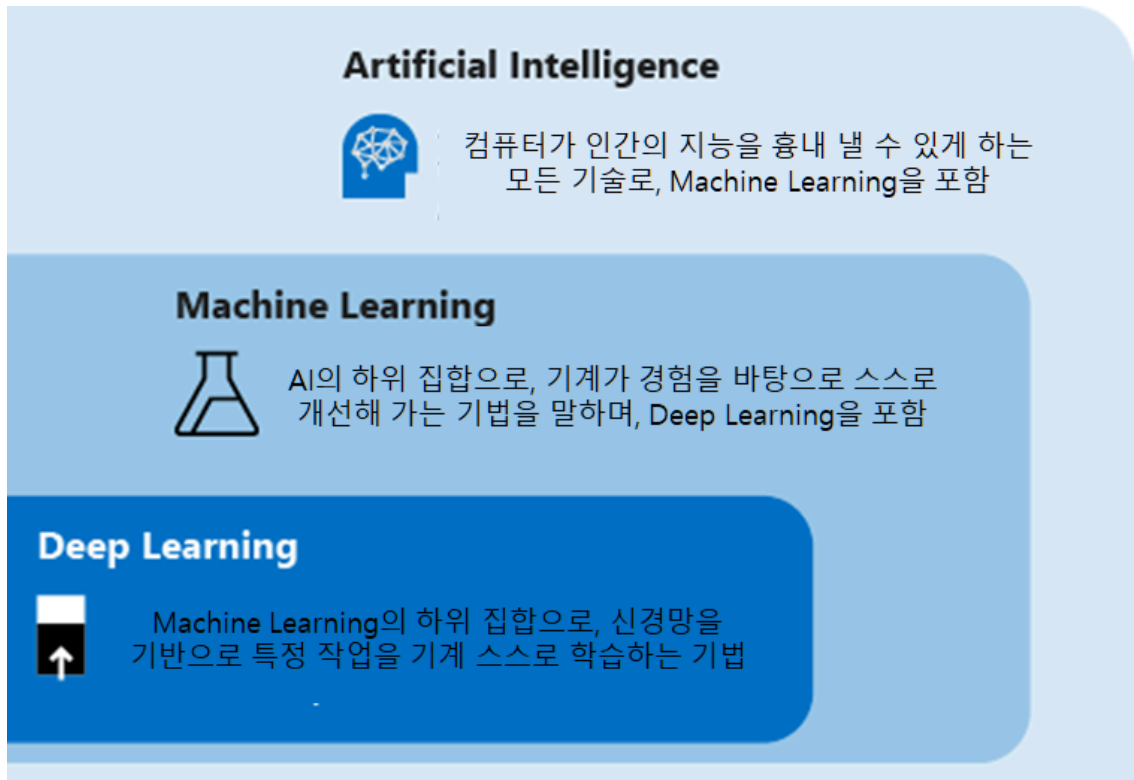 Artificial Intelligence
컴퓨터가 인간의 지능을 흉내 낼 수 있게 하는
모든 기술로, Machine Learning을 포함
Machine Learning
AI의 하위 집합으로, 기계가 경험을 바탕으로 스스로
개선해 가는 기법을 말하며, Deep Learning을 포함
Deep Learning
Machine Learning의 하위 집합으로, 신경망을
기반으로 특정 작업을 기계 스스로 학습하는 기법